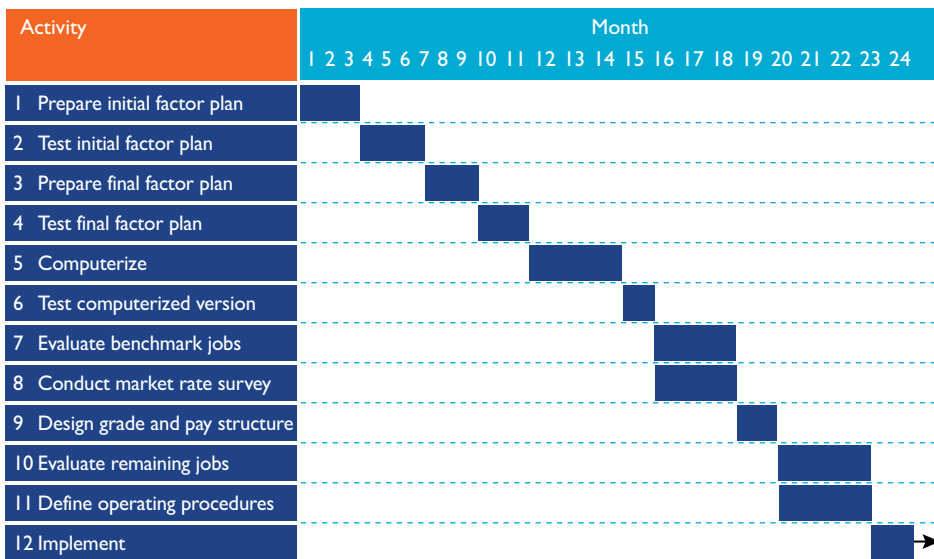 Activity
Month
1 2 3 4 5 6 7 8 9 10 11 12 13 14 15 16 17 18 19 20 21 22 23 24
1 Prepare initial factor plan
2 Test initial factor plan
3 Prepare final factor plan
4 Test final factor plan
5 Computerize
6 Test computerized version
7 Evaluate benchmark jobs
8 Conduct market rate survey
9 Design grade and pay structure
10 Evaluate remaining jobs
11 Define operating procedures
12 Implement